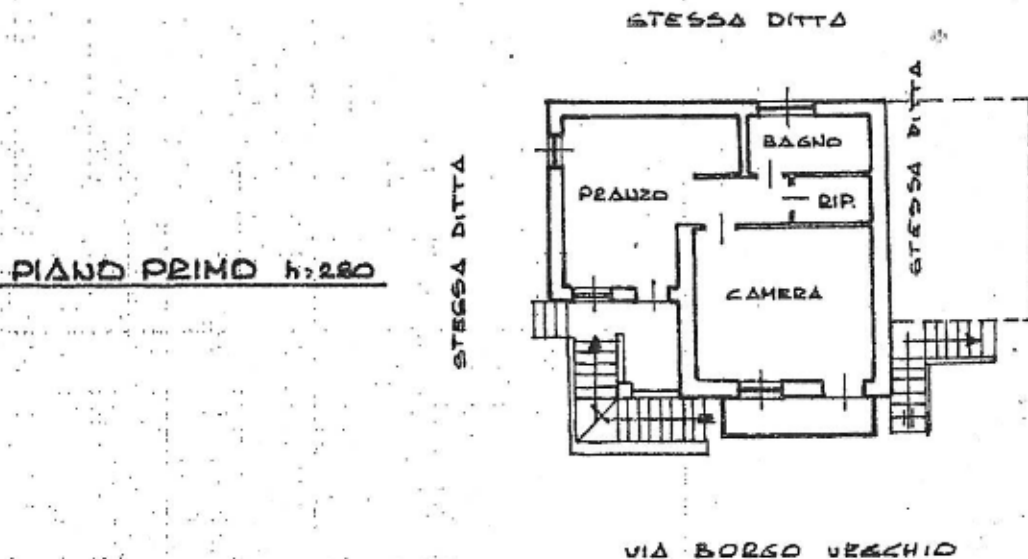 STESSA DITTA
STESSA DITTA
STESSA DITTA
BAGNO
PRANZO
RIP.
PIANO PRIMO h=280
CAMERA
VIA BORGO VECCHIO